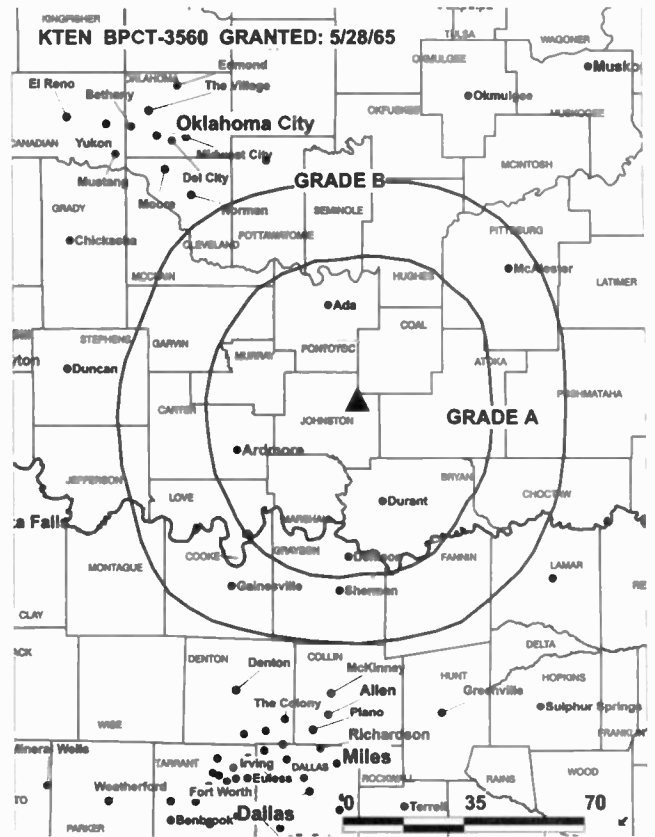 KINGFISHER
KTEN BPCT-3560 GRANTED: 5/28/65
TULSA
WAGONER
OKMULGEE
Edmond
OKLAHOMA
El Reno
The Village
Bethany
Okmulgee
OKFUSKEE
MUSKOGEE
Oklahoma City
CANADIAN
Yukon
Midwest City
MCINTOSH
Mustang
Del City
GRADE B
Moore
GRADY
Norman
SEMINOLE
PITTSBURG
POTTAWATOMIE
Chickasha
CLEVELAND
McAlester
MCCLAIN
HUGHES
LATIMER
Ada
COAL
STEPHENS
GARVIN
PONTOTOC
MURRAY
ATOKA
Duncan
PUSHMATAHA
CARTER
JOHNSTON
GRADE A
Ardmore
JEFFERSON
BRYAN
LOVE
CHOCTAW
Durant
MARSHALL
COOKE
GRAYSON
Denison
FANNIN
MONTAGUE
LAMAR
Gainesville
Sherman
CLAY
DELTA
DENTON
COLLIN
Denton
McKinney
HUNT
HOPKINS
Allen
Greenville
The Colony
Plano
Sulphur Springs
WISE
Richardson
FRANKLIN
Mineral Wells
TARRANT
Irving
Miles
DALLAS
Euless
ROCKWALL
RAINS
WOOD
Weatherford
Fort Worth
0 35 70
Dallas
Terrell
Benbrook
PARKER